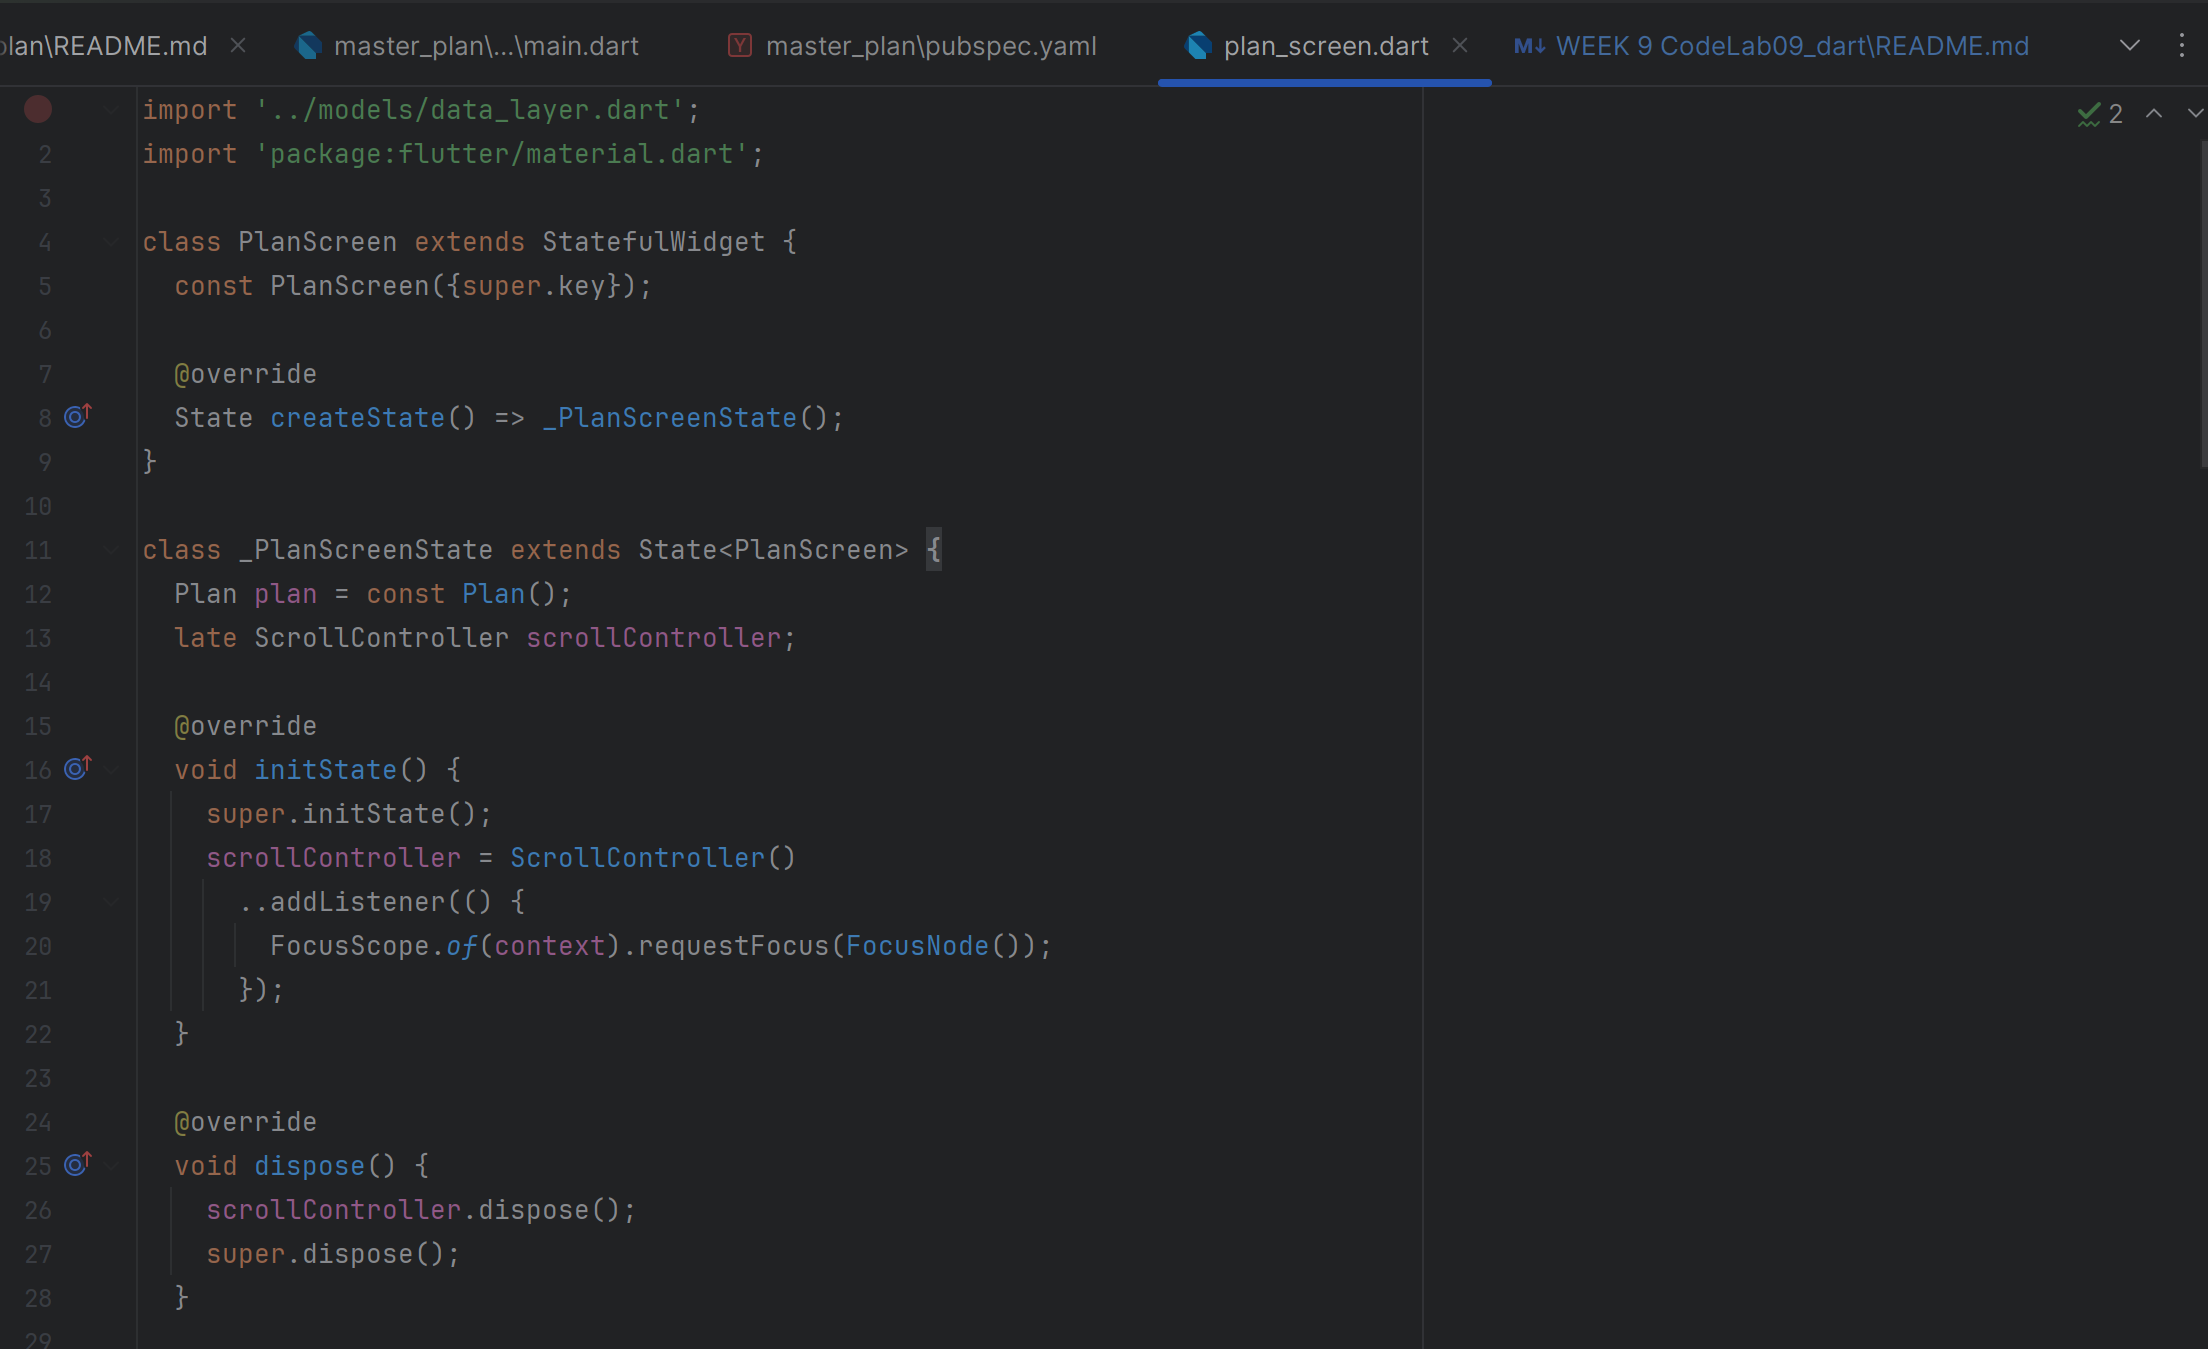 plan\README.md
master_plan\...\main.dart
master_plan\pubspec.yaml
plan_screen.dart
WEEK 9 CodeLab09_dart\README.md
2
import '../models/data_layer.dart';
2 import 'package:flutter/material.dart';
3
4 class PlanScreen extends StatefulWidget {
5   const PlanScreen({super.key});
6
7   @override
8   State createState() => _PlanScreenState();
9 }
10
11 class _PlanScreenState extends State<PlanScreen> {
12   Plan plan = const Plan();
13   late ScrollController scrollController;
14
15   @override
16   void initState() {
17     super.initState();
18     scrollController = ScrollController()
19       ..addListener(() {
20         FocusScope.of(context).requestFocus(FocusNode());
21       });
22   }
23
24   @override
25   void dispose() {
26     scrollController.dispose();
27     super.dispose();
28   }
29